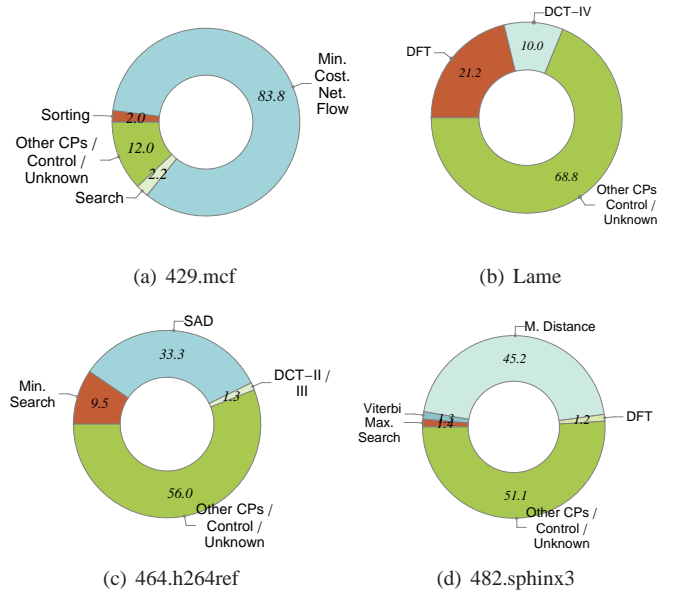 Min.
Cost.
Net.
Flow
83.8
Sorting
2.0
Other CPs /
Control /
Unknown
12.0
2.2
Search
(a) 429.mcf
DCT−IV
10.0
DFT
21.2
68.8
Other CPs
Control /
Unknown
(b) Lame
SAD
33.3
DCT−II /
III
1.3
Min.
Search
9.5
56.0
Other CPs /
Control /
Unknown
(c) 464.h264ref
M. Distance
45.2
Viterbi
1.3
Max.
Search
1.4
1.2
DFT
51.1
Other CPs /
Control /
Unknown
(d) 482.sphinx3